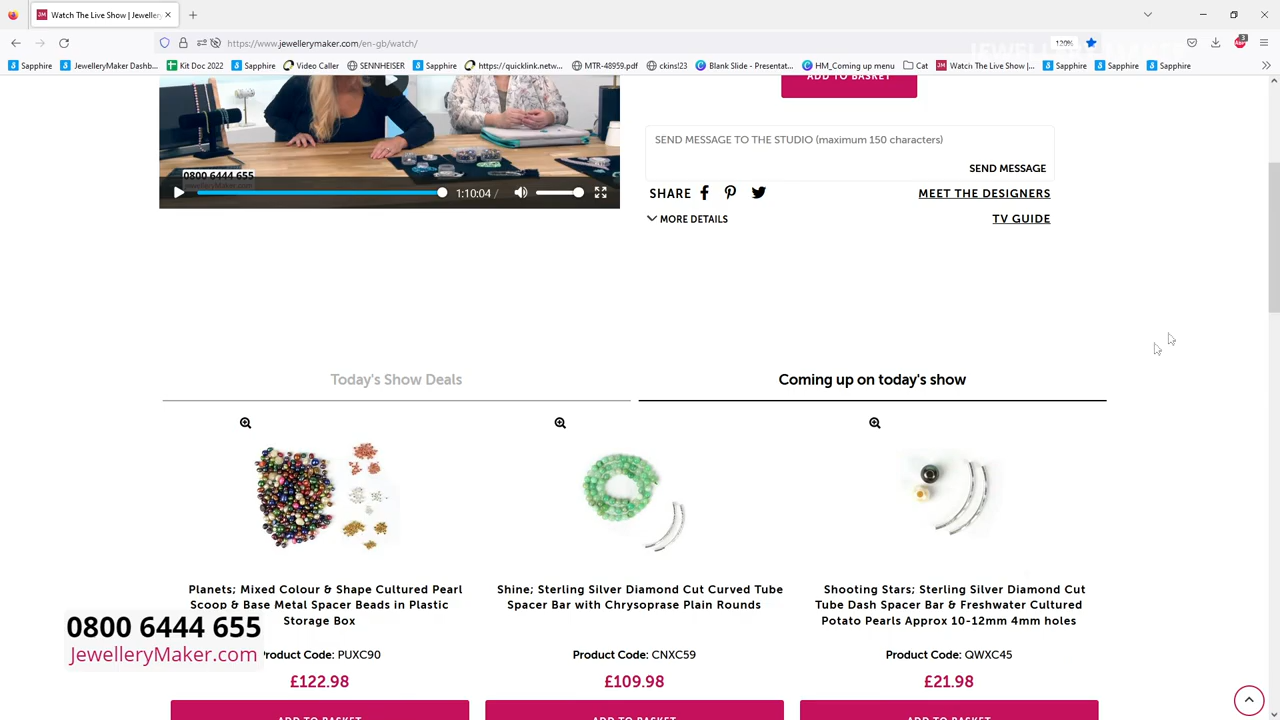 Watch The Live Show | Jeweller
https://www.jewellerymaker.com/en-gb/watch/
120%
Sapphire
JewelleryMaker Dashb...
Kit Doc 2022
Sapphire
Video Caller
SENNHEISER
Sapphire
https://quicklink.netw...
MTR-48959.pdf
ckins!23
Blank Slide - Presentat...
HM_Coming up menu
Cat
Watch The Live Show |...
Sapphire
Sapphire
Sapphire
ADD TO BASKET
SEND MESSAGE TO THE STUDIO (maximum 150 characters)
SEND MESSAGE
0800 6444 655
1:10:04 /
SHARE
MEET THE DESIGNERS
MORE DETAILS
TV GUIDE
Today's Show Deals
Coming up on today's show
Planets; Mixed Colour & Shape Cultured Pearl
Scoop & Base Metal Spacer Beads in Plastic
Storage Box
Product Code: PUXC90
£122.98
ADD TO BASKET
Shine; Sterling Silver Diamond Cut Curved Tube
Spacer Bar with Chrysoprase Plain Rounds
Product Code: CNXC59
£109.98
ADD TO BASKET
Shooting Stars; Sterling Silver Diamond Cut
Tube Dash Spacer Bar & Freshwater Cultured
Potato Pearls Approx 10-12mm 4mm holes
Product Code: QWXC45
£21.98
ADD TO BASKET
0800 6444 655
JewelleryMaker.com